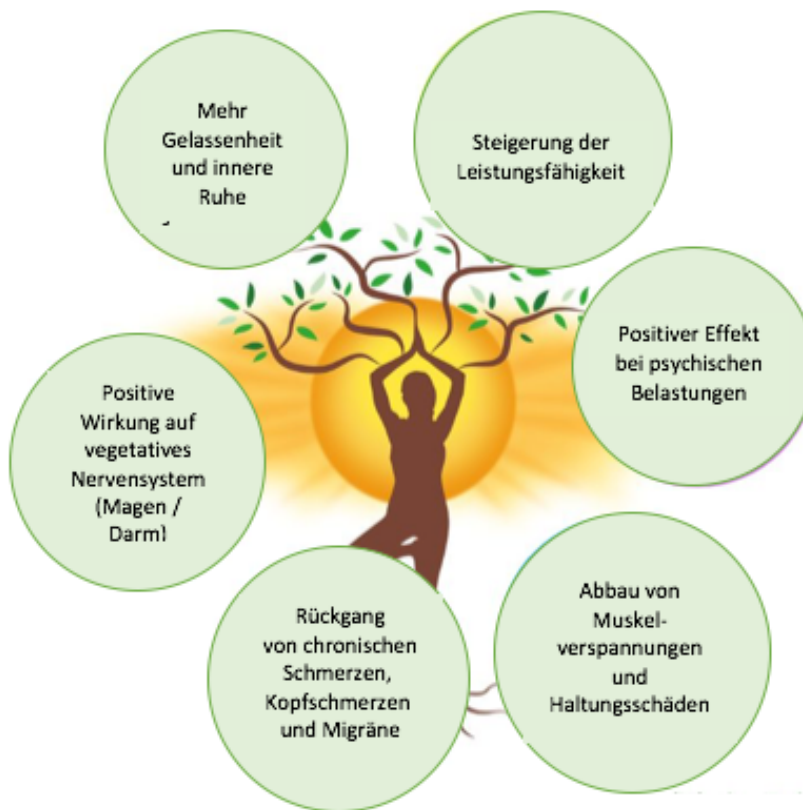 Mehr
Gelassenheit
und innere
Ruhe
Steigerung der
Leistungsfähigkeit
Positiver Effekt
bei psychischen
Belastungen
Positive
Wirkung auf
vegetatives
Nervensystem
(Magen /
Darm)
Abbau von
Muskel-
verspannungen
und
Haltungsschäden
Rückgang
von chronischen
Schmerzen,
Kopfschmerzen
und Migräne